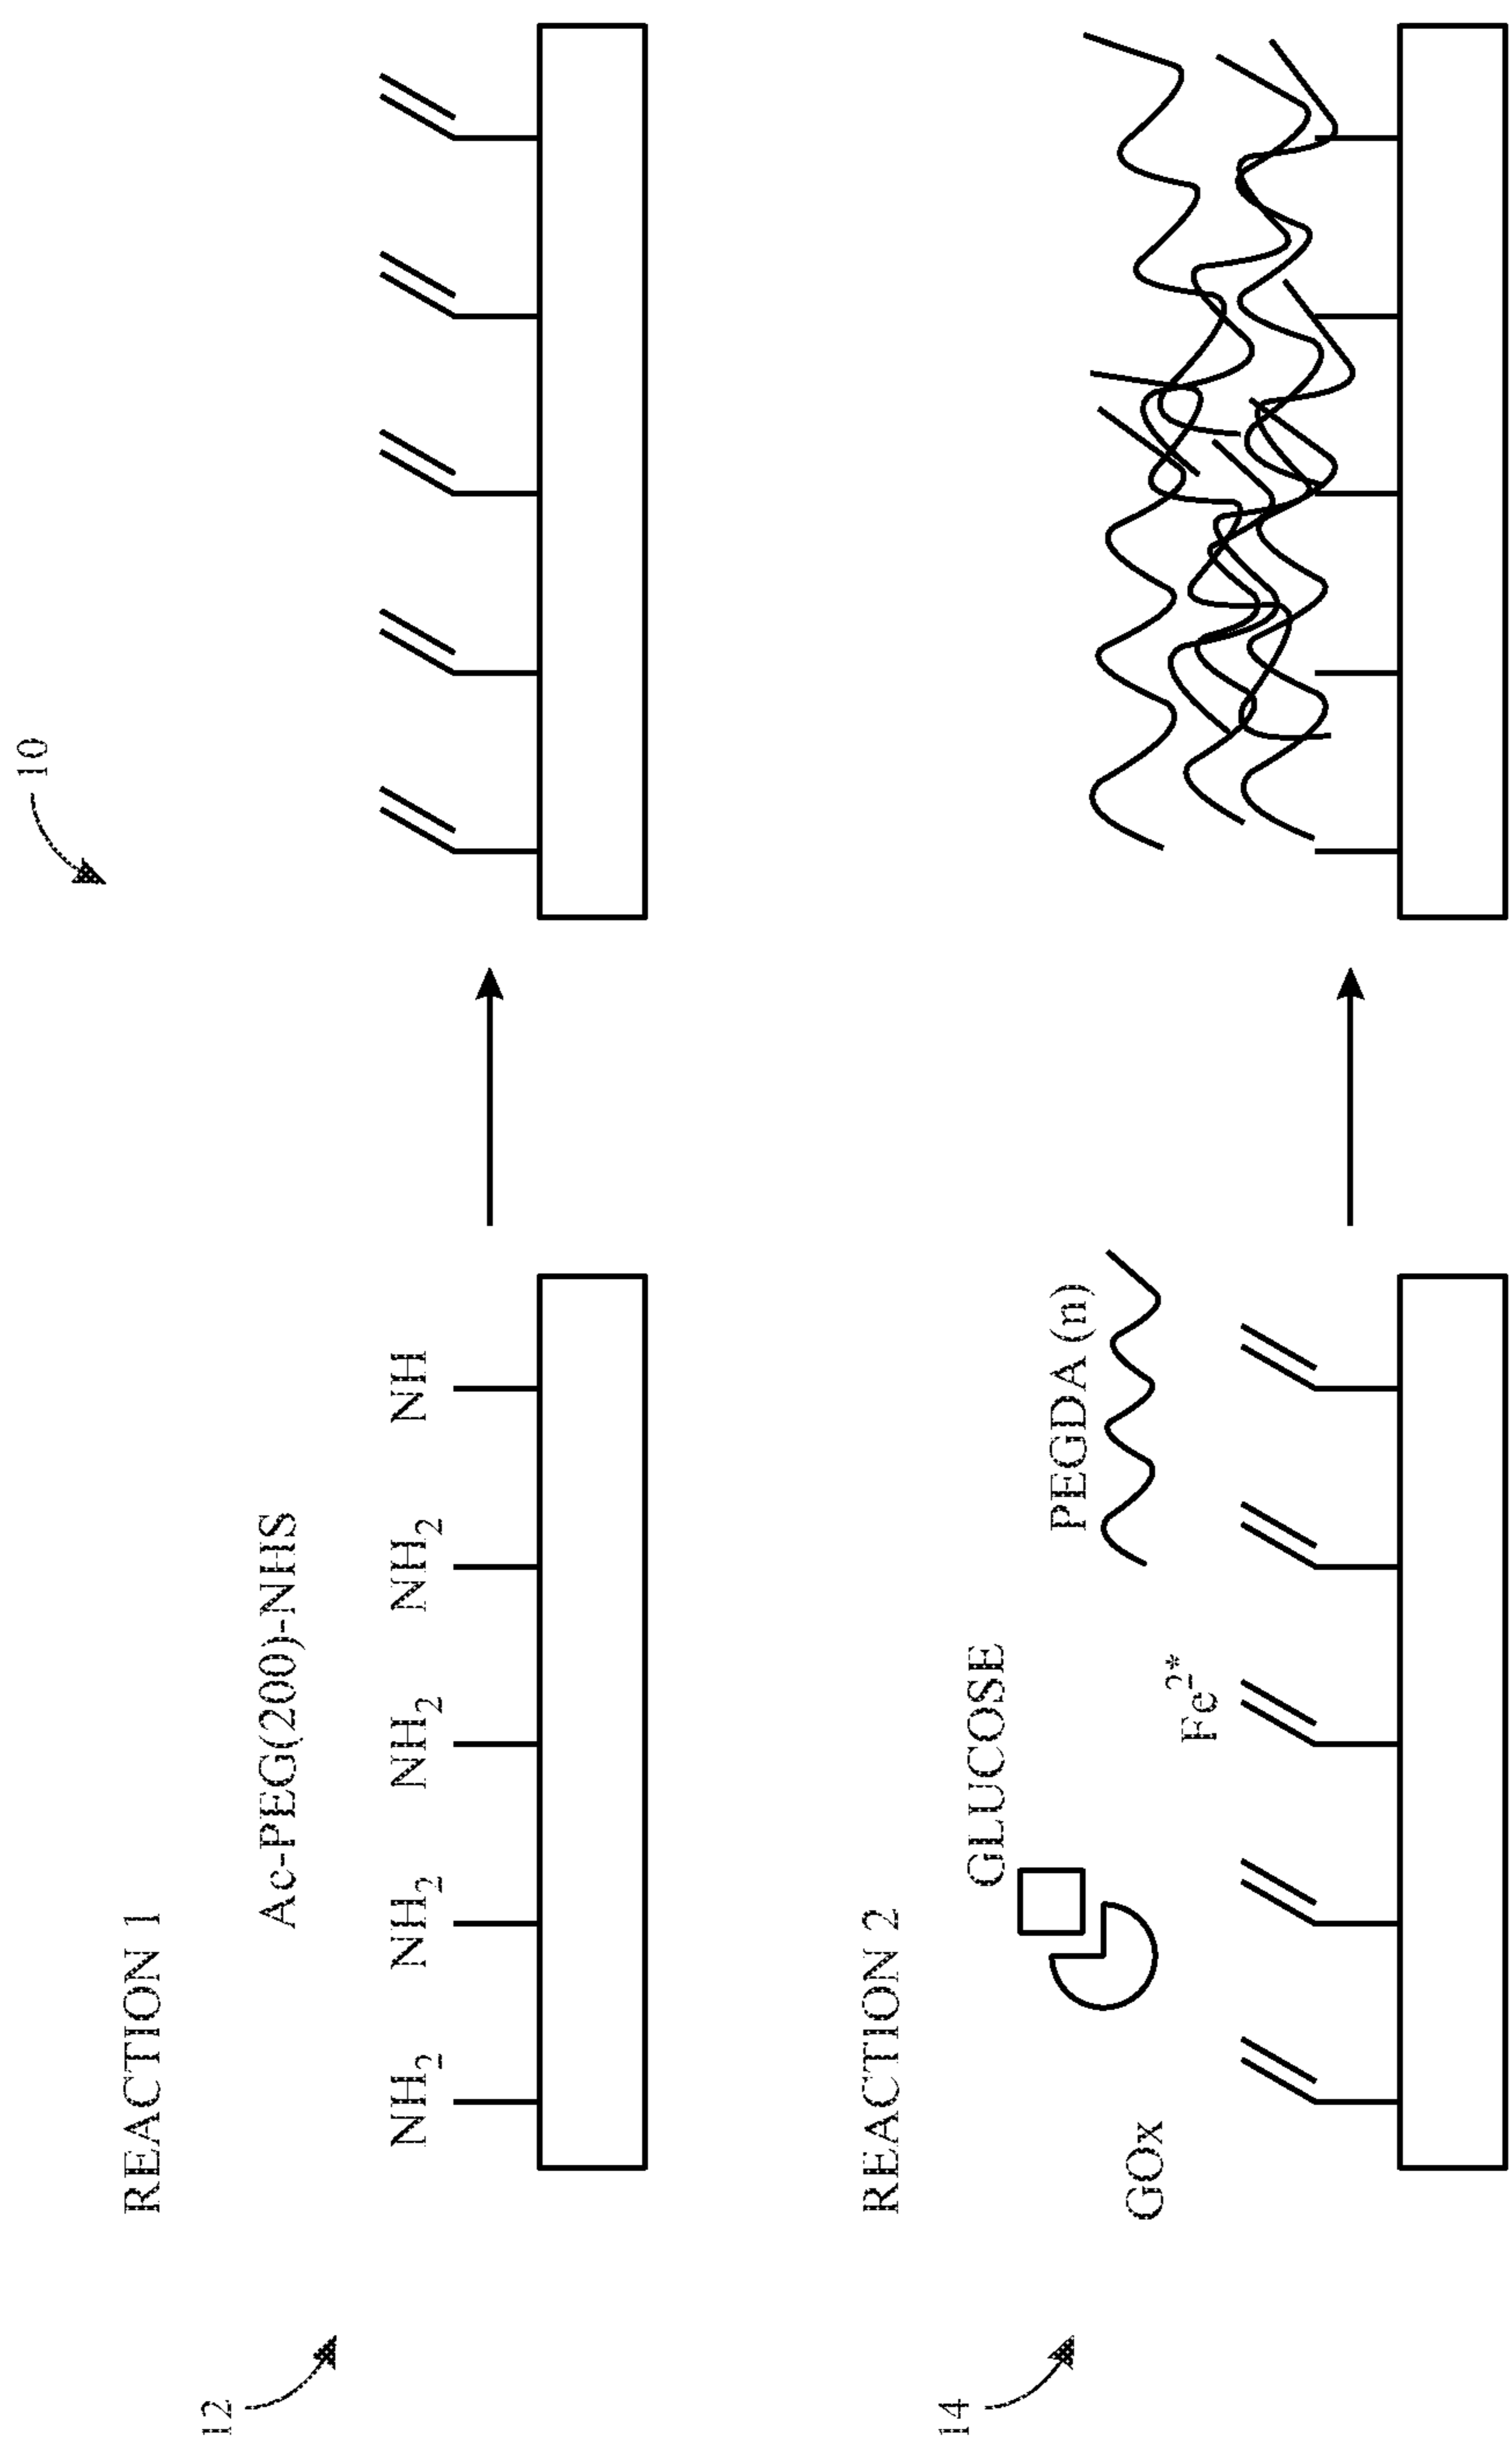 10
12
REACTION 1
Ac-PEG(200)-NHS
NH2 NH2 NH2 NH2 NH
14
REACTION 2
GLUCOSE
PEGDA (n)
GOx
Fe2*